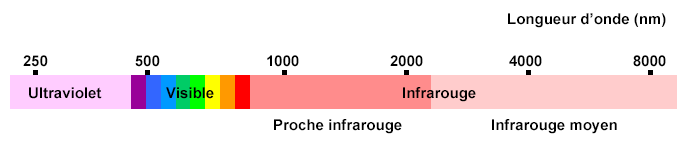 Longueur d'onde (nm)
250 500 1000 2000 4000 8000
Ultraviolet Visible Infrarouge
Proche infrarouge Infrarouge moyen